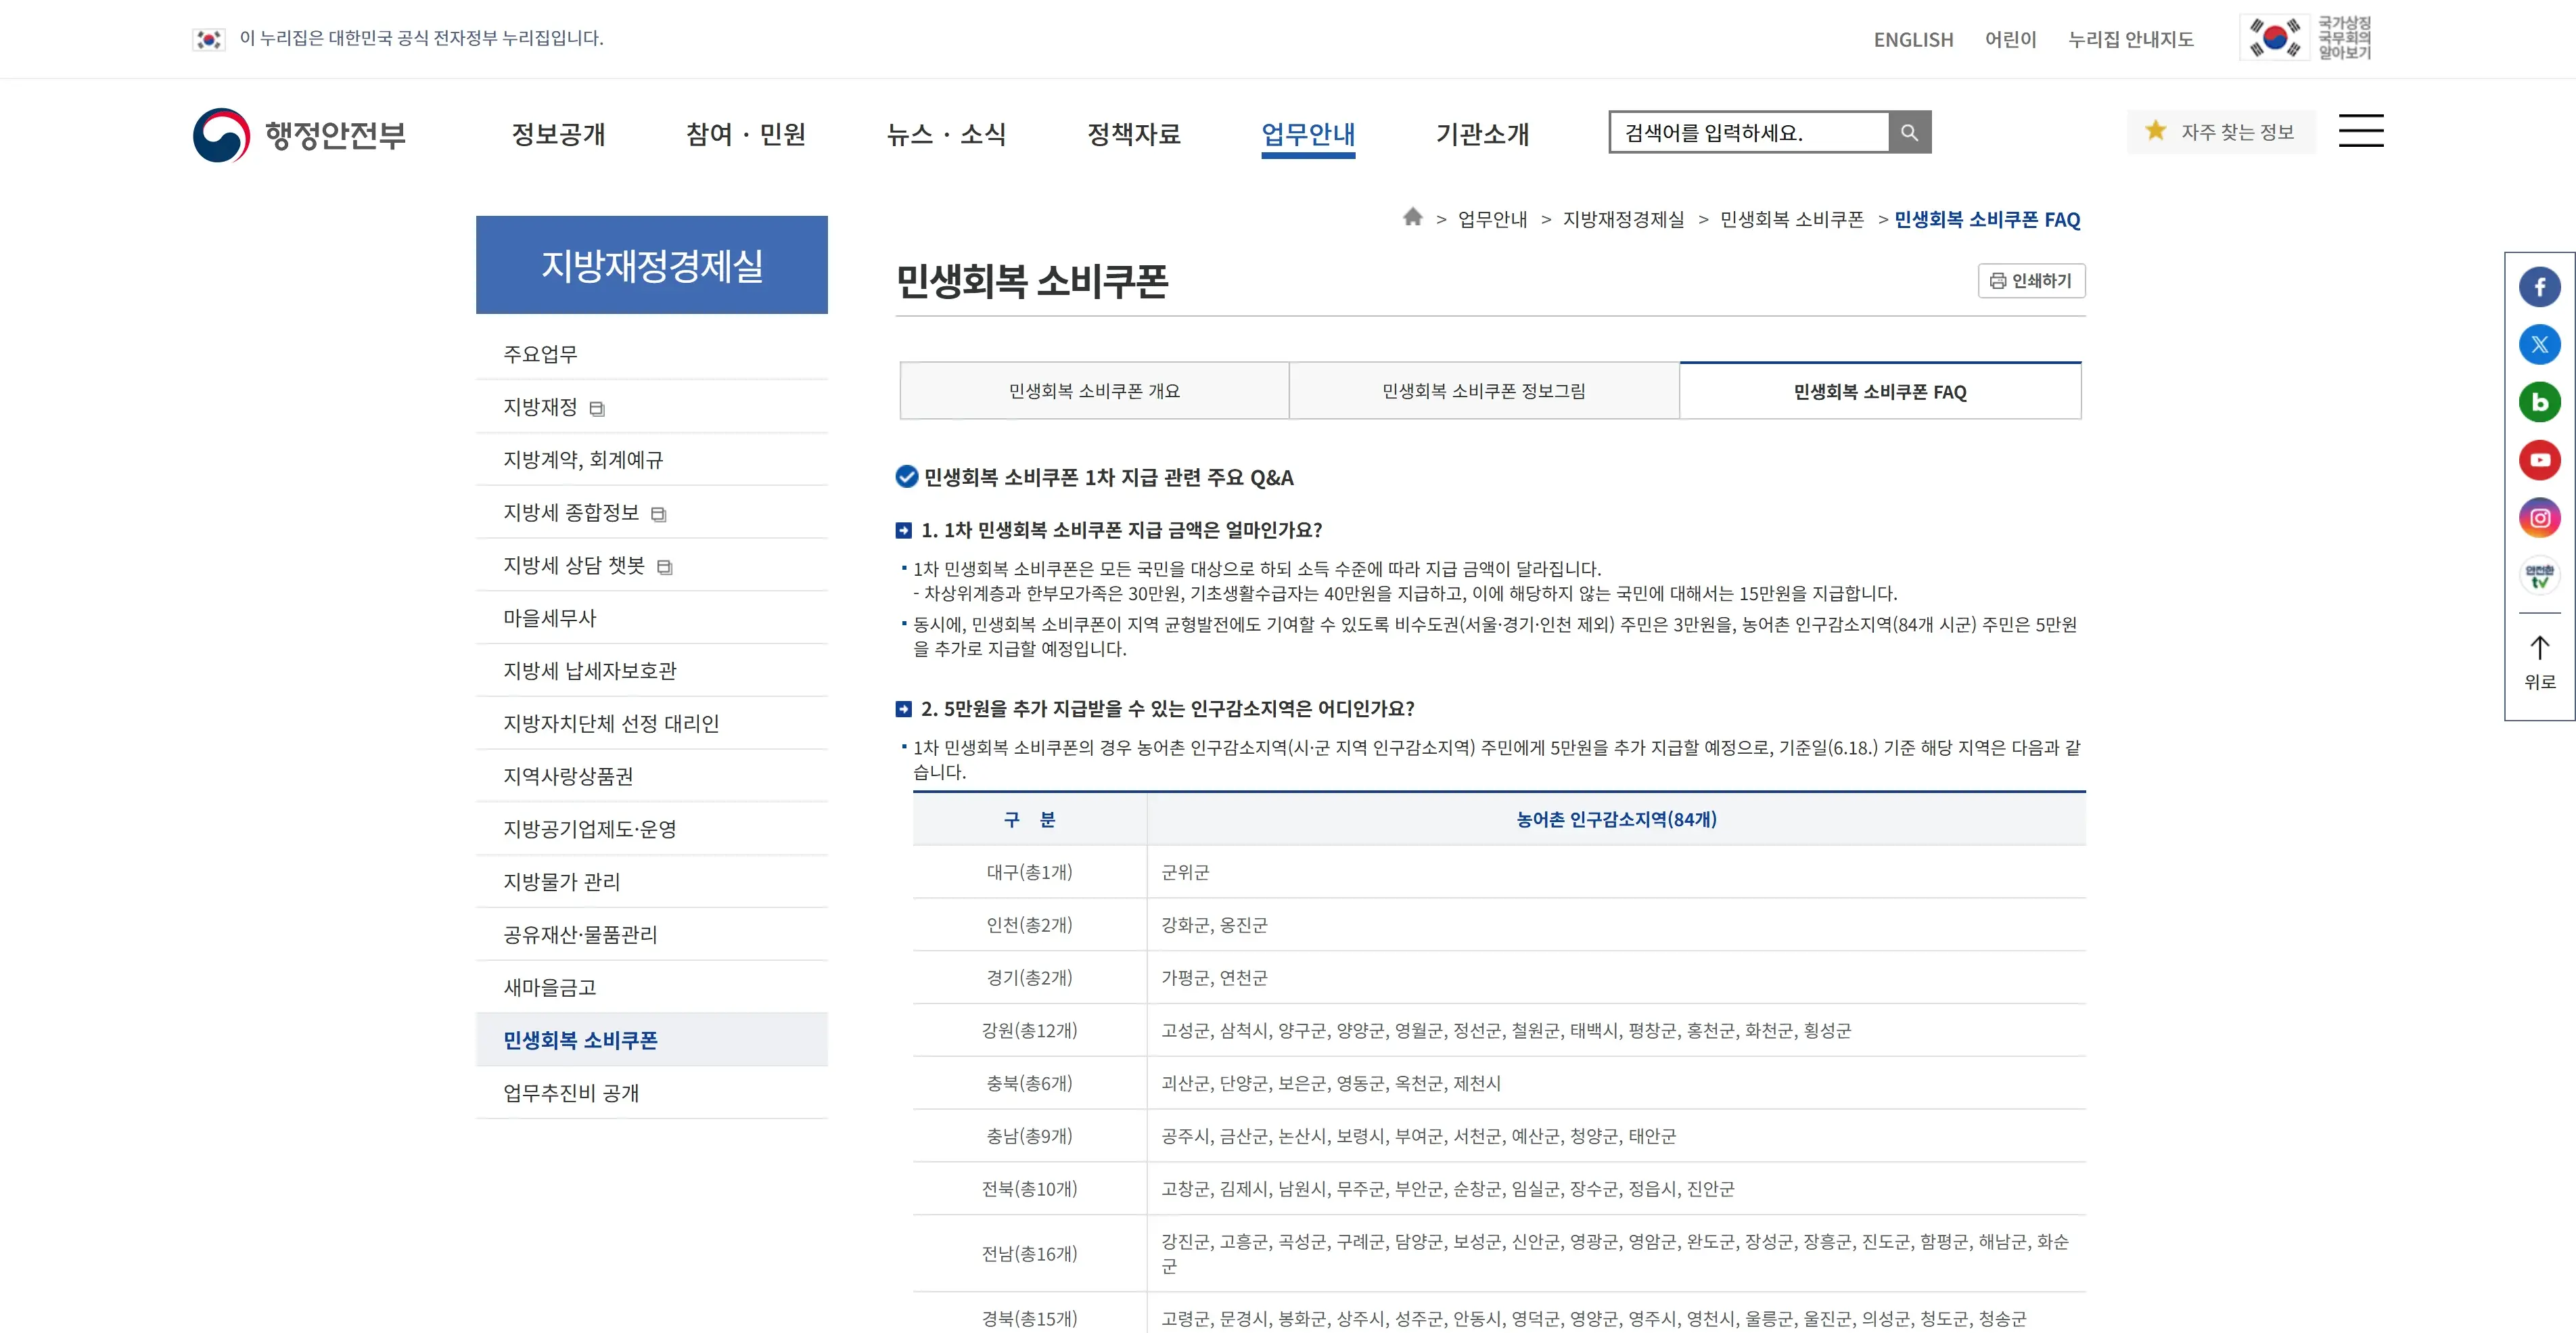 이 누리집은 대한민국 공식 전자정부 누리집입니다.
ENGLISH 어린이 누리집 안내지도
국가상징
국무회의
알아보기
행정안전부
정보공개 참여 · 민원 뉴스 · 소식 정책자료 업무안내 기관소개
검색어를 입력하세요.
자주 찾는 정보
> 업무안내 > 지방재정경제실 > 민생회복 소비쿠폰 > 민생회복 소비쿠폰 FAQ
지방재정경제실
주요업무
지방재정
지방계약, 회계예규
지방세 종합정보
지방세 상담 챗봇
마을세무사
지방세 납세자보호관
지방자치단체 선정 대리인
지역사랑상품권
지방공기업제도·운영
지방물가 관리
공유재산·물품관리
새마을금고
민생회복 소비쿠폰
업무추진비 공개
민생회복 소비쿠폰
인쇄하기
민생회복 소비쿠폰 개요
민생회복 소비쿠폰 정보그림
민생회복 소비쿠폰 FAQ
민생회복 소비쿠폰 1차 지급 관련 주요 Q&A
1. 1차 민생회복 소비쿠폰 지급 금액은 얼마인가요?
1차 민생회복 소비쿠폰은 모든 국민을 대상으로 하되 소득 수준에 따라 지급 금액이 달라집니다.
- 차상위계층과 한부모가족은 30만원, 기초생활수급자는 40만원을 지급하고, 이에 해당하지 않는 국민에 대해서는 15만원을 지급합니다.
동시에, 민생회복 소비쿠폰이 지역 균형발전에도 기여할 수 있도록 비수도권(서울·경기·인천 제외) 주민은 3만원을, 농어촌 인구감소지역(84개 시군) 주민은 5만원
을 추가로 지급할 예정입니다.
2. 5만원을 추가 지급받을 수 있는 인구감소지역은 어디인가요?
1차 민생회복 소비쿠폰의 경우 농어촌 인구감소지역(시·군 지역 인구감소지역) 주민에게 5만원을 추가 지급할 예정으로, 기준일(6.18.) 기준 해당 지역은 다음과 같
습니다.
구 분 농어촌 인구감소지역(84개)
대구(총1개) 군위군
인천(총2개) 강화군, 옹진군
경기(총2개) 가평군, 연천군
강원(총12개) 고성군, 삼척시, 양구군, 양양군, 영월군, 정선군, 철원군, 태백시, 평창군, 홍천군, 화천군, 횡성군
충북(총6개) 괴산군, 단양군, 보은군, 영동군, 옥천군, 제천시
충남(총9개) 공주시, 금산군, 논산시, 보령시, 부여군, 서천군, 예산군, 청양군, 태안군
전북(총10개) 고창군, 김제시, 남원시, 무주군, 부안군, 순창군, 임실군, 장수군, 정읍시, 진안군
전남(총16개) 강진군, 고흥군, 곡성군, 구례군, 담양군, 보성군, 신안군, 영광군, 영암군, 완도군, 장성군, 장흥군, 진도군, 함평군, 해남군, 화순
군
경북(총15개) 고령군, 문경시, 봉화군, 상주시, 성주군, 안동시, 영덕군, 영양군, 영주시, 영천시, 울릉군, 울진군, 의성군, 청도군, 청송군
안전한
tv
위로